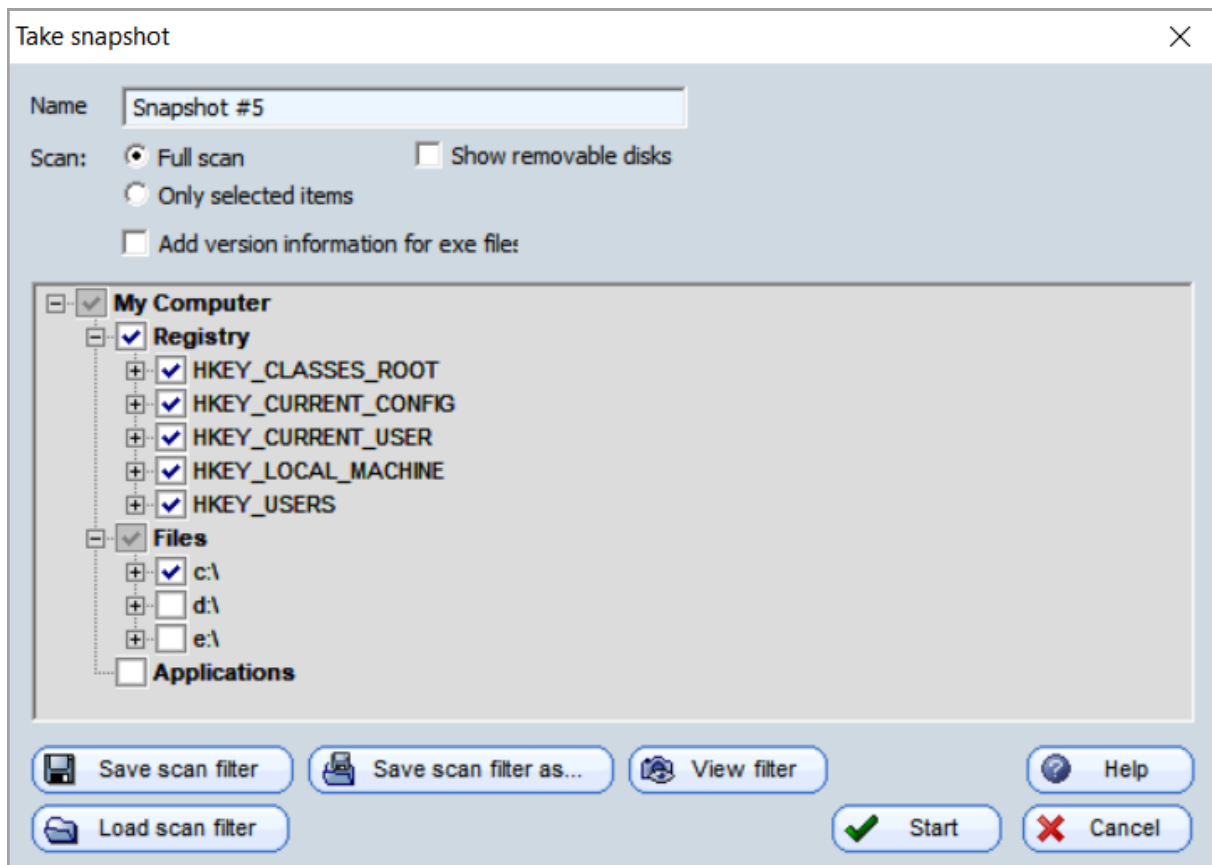 Take snapshot
Name Snapshot #5
Scan: Full scan Show removable disks
Only selected items
Add version information for exe files
My Computer
Registry
HKEY_CLASSES_ROOT
HKEY_CURRENT_CONFIG
HKEY_CURRENT_USER
HKEY_LOCAL_MACHINE
HKEY_USERS
Files
c:\
d:\
e:\
Applications
Save scan filter Save scan filter as... View filter Help
Load scan filter Start Cancel